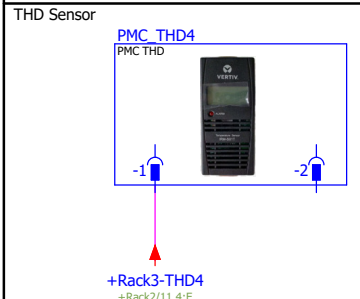 THD Sensor
PMC_THD4
PMC THD
VERTIV
-1
-2
+Rack3-THD4
+Rack2/11.4:E